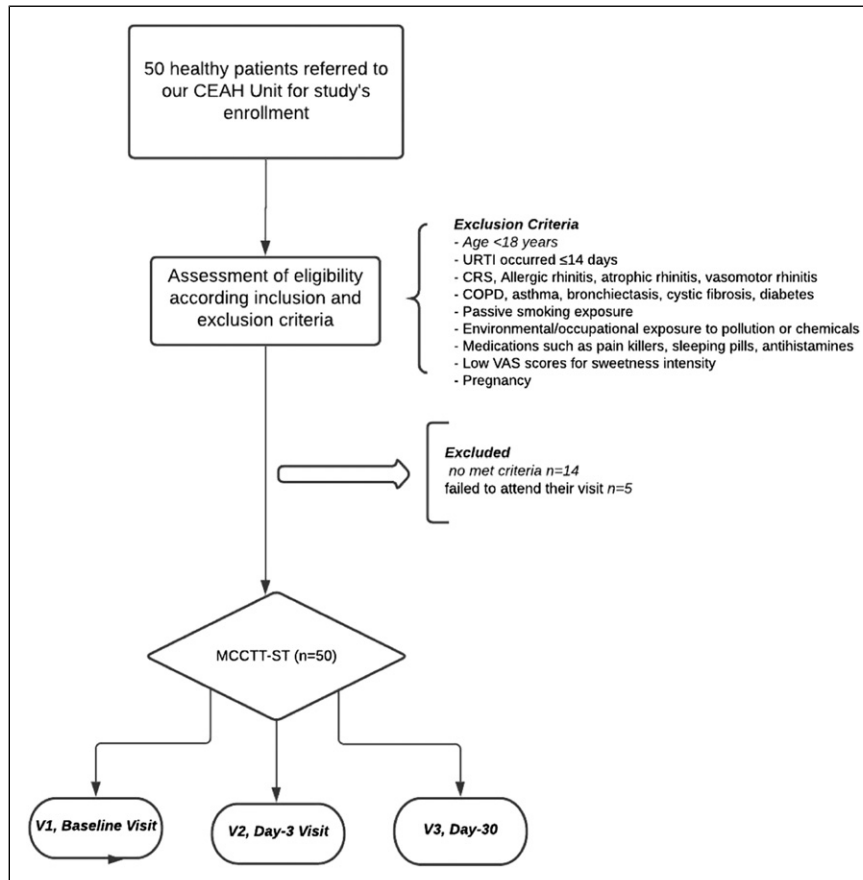 50 healthy patients referred to
our CEAH Unit for study's
enrollment
Assessment of eligibility
according inclusion and
exclusion criteria
Exclusion Criteria
- Age <18 years
- URTI occurred ≤14 days
- CRS, Allergic rhinitis, atrophic rhinitis, vasomotor rhinitis
- COPD, asthma, bronchiectasis, cystic fibrosis, diabetes
- Passive smoking exposure
- Environmental/occupational exposure to pollution or chemicals
- Medications such as pain killers, sleeping pills, antihistamines
- Low VAS scores for sweetness intensity
- Pregnancy
Excluded
no met criteria n=14
failed to attend their visit n=5
MCCTT-ST (n=50)
V1, Baseline Visit
V2, Day-3 Visit
V3, Day-30